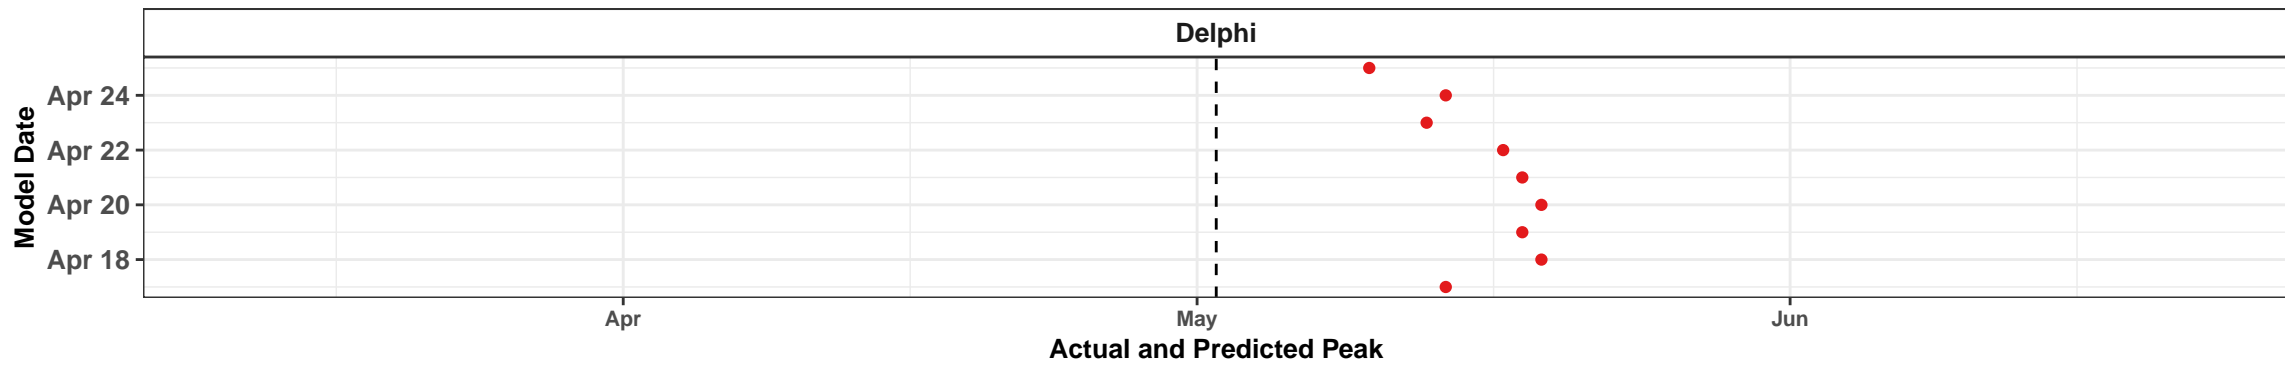 Delphi
Model Date
Apr 24
Apr 22
Apr 20
Apr 18
Apr
May
Jun
Actual and Predicted Peak